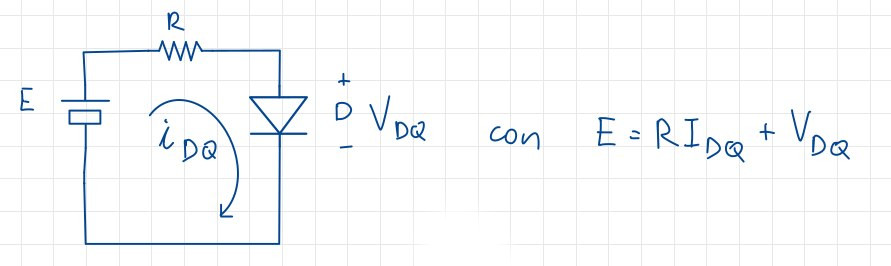 R
E
i_DQ
+
D V_DQ
-
con E = R I_DQ + V_DQ